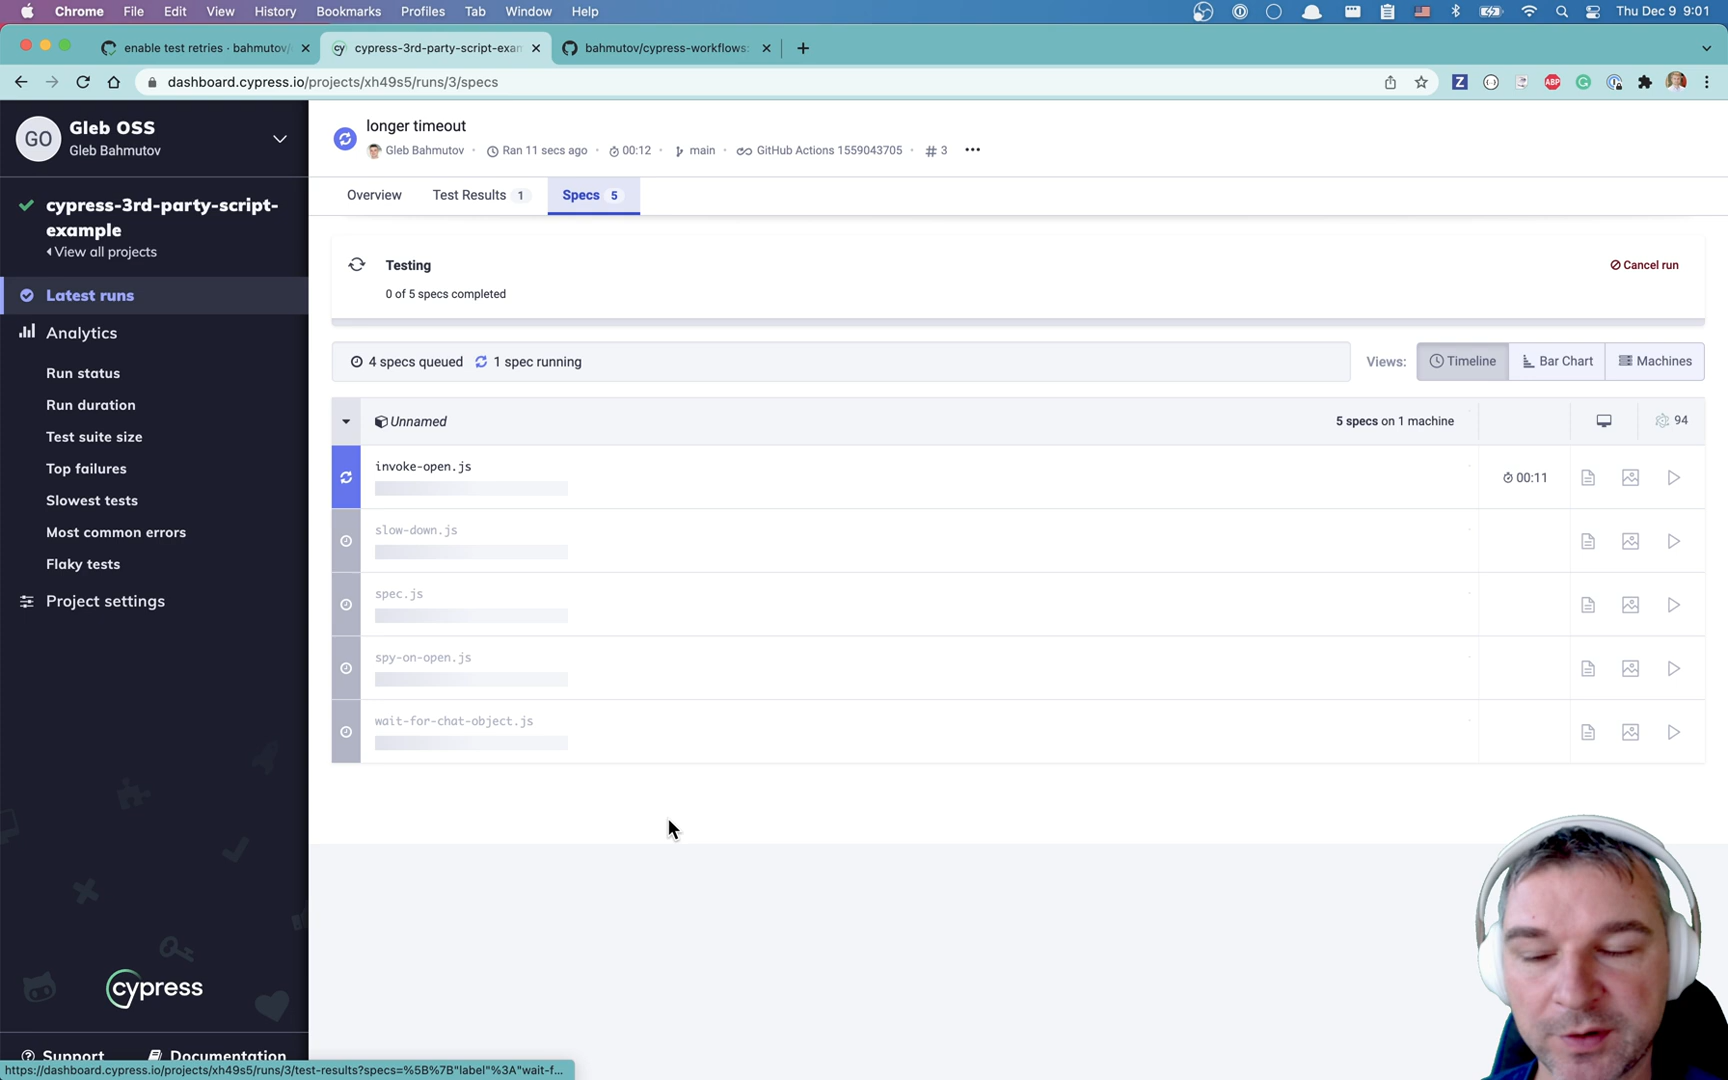 Chrome File Edit View History Bookmarks Profiles Tab Window Help Thu Dec 9 9:01
enable test retries · bahmutov/ cypress-3rd-party-script-exam bahmutov/cypress-workflows:
dashboard.cypress.io/projects/xh49s5/runs/3/specs
GO
Gleb OSS
Gleb Bahmutov
cypress-3rd-party-script-
example
View all projects
Latest runs
Analytics
Run status
Run duration
Test suite size
Top failures
Slowest tests
Most common errors
Flaky tests
Project settings
cypress
Support Documentation
https://dashboard.cypress.io/projects/xh49s5/runs/3/test-results?specs=%5B%7B"label"%3A"wait-f...
longer timeout
Gleb Bahmutov · Ran 11 secs ago · 00:12 · main · GitHub Actions 1559043705 · # 3
Overview Test Results 1 Specs 5
Testing
Cancel run
0 of 5 specs completed
4 specs queued 1 spec running
Views: Timeline Bar Chart Machines
Unnamed 5 specs on 1 machine 94
invoke-open.js
00:11
slow-down.js
spec.js
spy-on-open.js
wait-for-chat-object.js